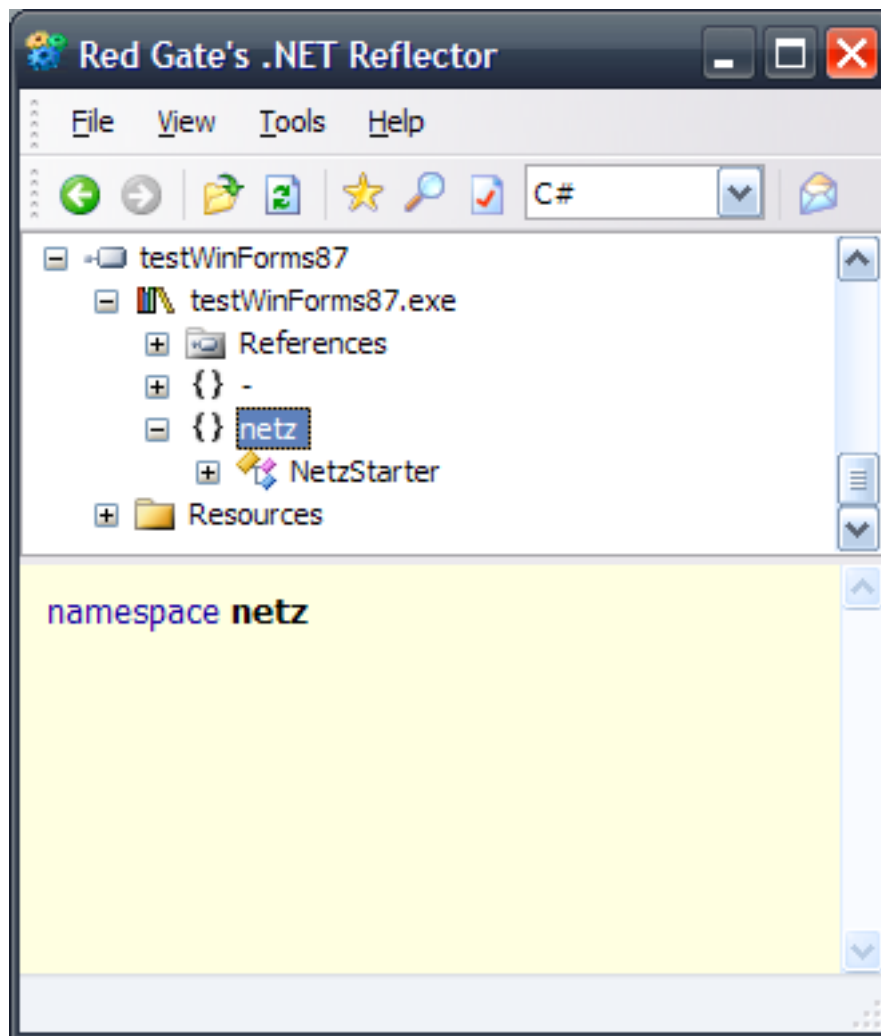 Red Gate's .NET Reflector
File View Tools Help
C#
testWinForms87
testWinForms87.exe
References
{} -
{} netz
NetzStarter
Resources
namespace netz